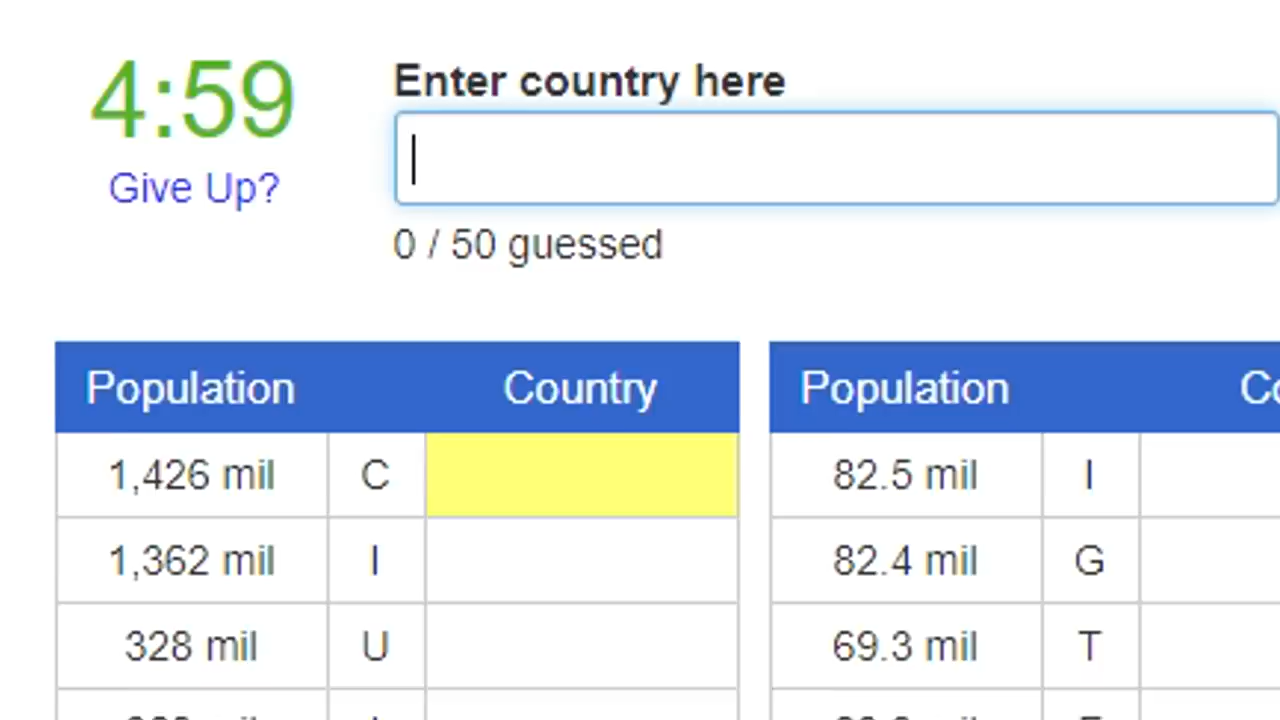 4:59
Give Up?
Enter country here
0 / 50 guessed
Population Country Population
1,426 mil C 82.5 mil I
1,362 mil I 82.4 mil G
328 mil U 69.3 mil T